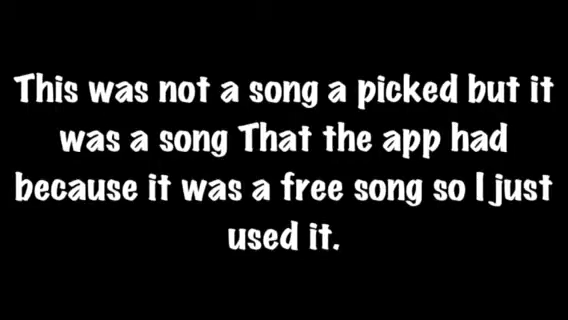 This was not a song a picked but it
was a song That the app had
because it was a free song so I just
used it.